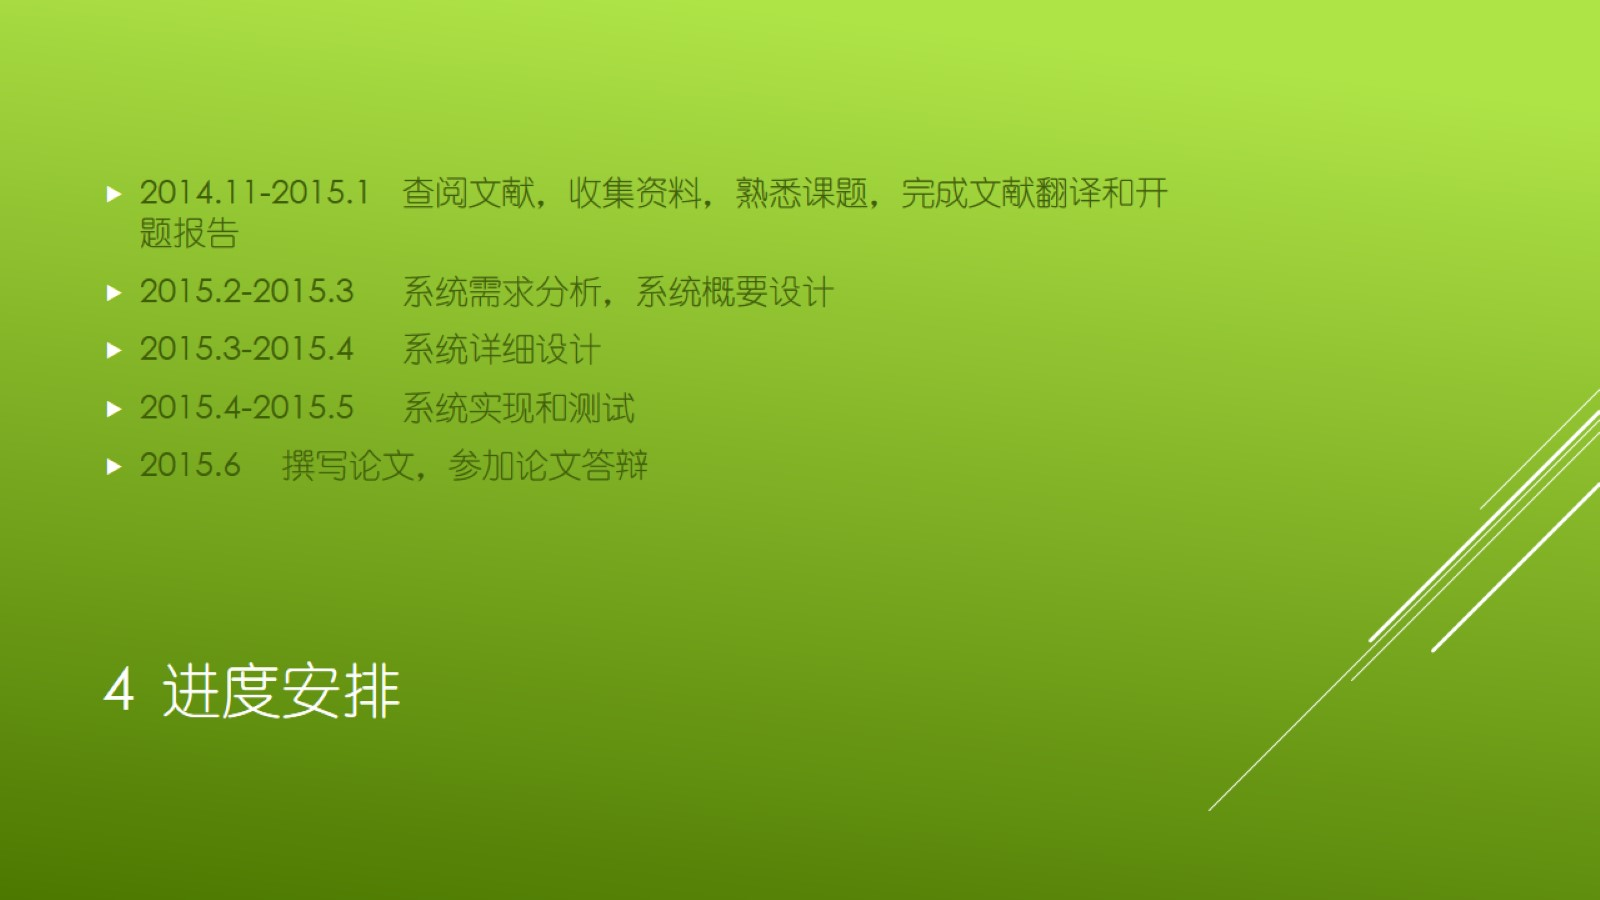 2014.11-2015.1 查阅文献，收集资料，熟悉课题，完成文献翻译和开
题报告
2015.2-2015.3 系统需求分析，系统概要设计
2015.3-2015.4 系统详细设计
2015.4-2015.5 系统实现和测试
2015.6 撰写论文，参加论文答辩
4 进度安排